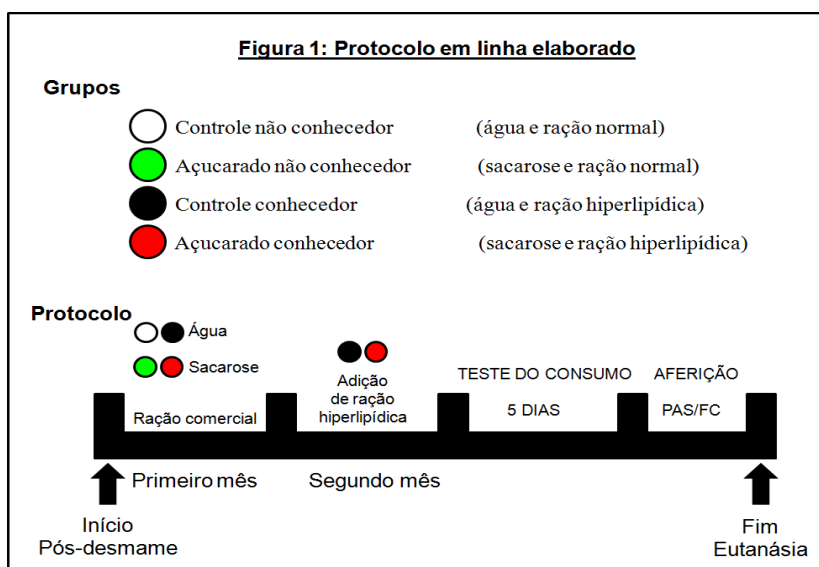 Figura 1: Protocolo em linha elaborado
Grupos
Controle não conhecedor (água e ração normal)
Açucarado não conhecedor (sacarose e ração normal)
Controle conhecedor (água e ração hiperlipídica)
Açucarado conhecedor (sacarose e ração hiperlipídica)
Protocolo
Água
Sacarose
Ração comercial
Adição
de ração
hiperlipídica
TESTE DO CONSUMO
5 DIAS
AFERIÇÃO
PAS/FC
Primeiro mês
Segundo mês
Início
Pós-desmame
Fim
Eutanásia